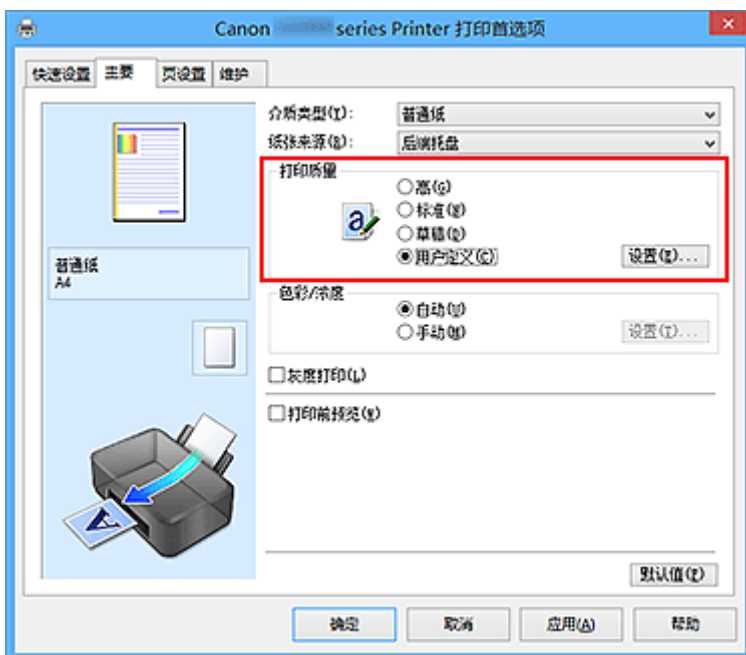 Canon series Printer 打印首选项
快速设置 主要 页设置 维护
介质类型(Y): 普通纸
纸张来源(B): 后端托盘
打印质量
高(G)
标准(N)
草稿(D)
用户定义(C) 设置(E)...
普通纸
A4
色彩/浓度
自动(U)
手动(M) 设置(T)...
灰度打印(L)
打印前预览(V)
默认值(F)
确定 取消 应用(A) 帮助